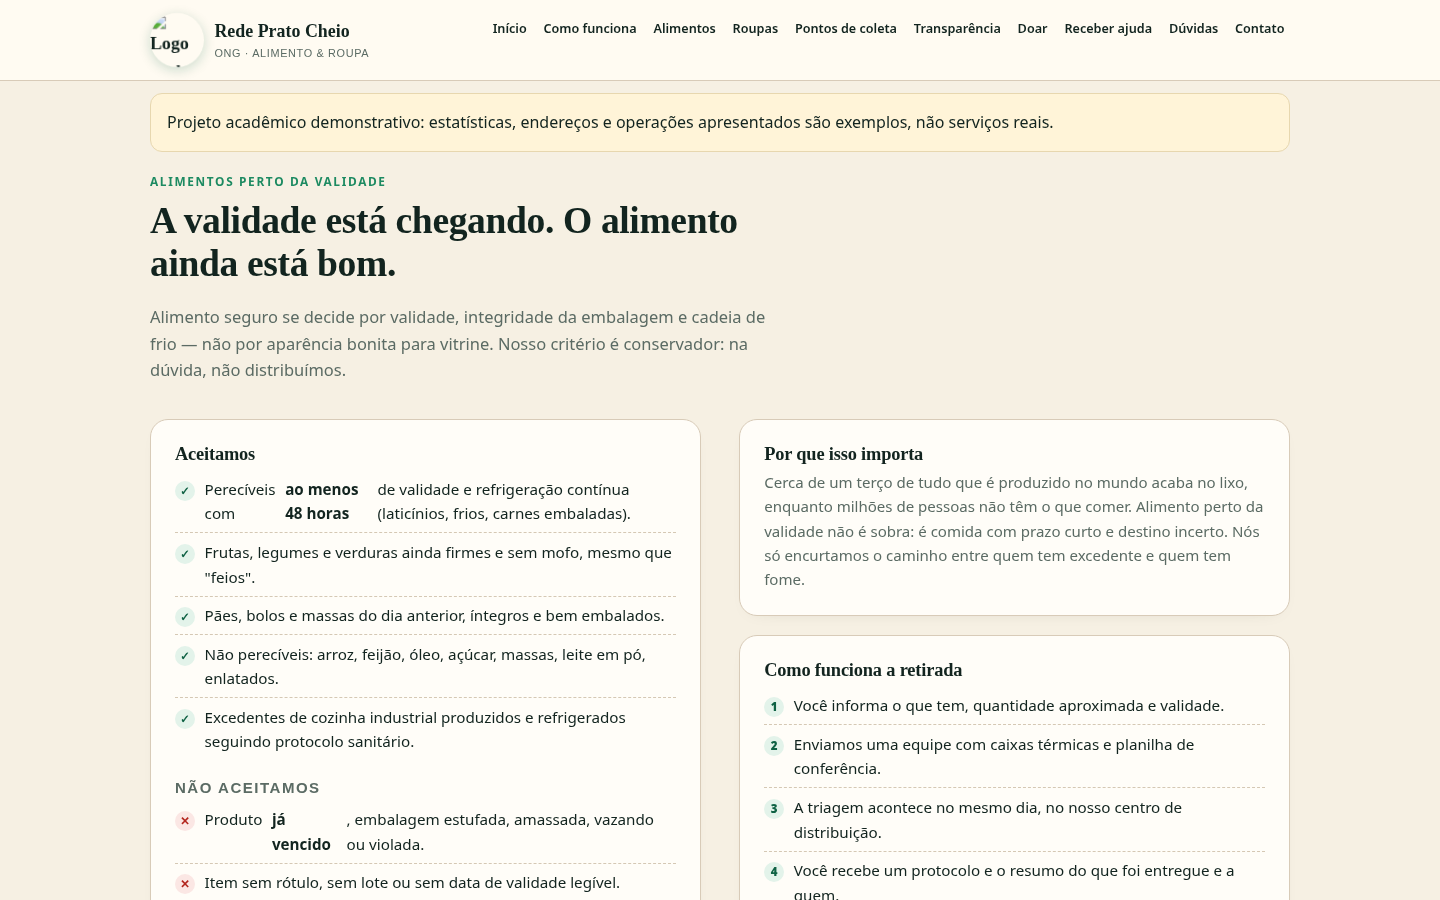 Logo
Rede Prato Cheio
ONG · ALIMENTO & ROUPA
Início Como funciona Alimentos Roupas Pontos de coleta Transparência Doar Receber ajuda Dúvidas Contato
Projeto acadêmico demonstrativo: estatísticas, endereços e operações apresentados são exemplos, não serviços reais.
ALIMENTOS PERTO DA VALIDADE
A validade está chegando. O alimento
ainda está bom.
Alimento seguro se decide por validade, integridade da embalagem e cadeia de
frio — não por aparência bonita para vitrine. Nosso critério é conservador: na
dúvida, não distribuímos.
Aceitamos
✓ Perecíveis com ao menos 48 horas de validade e refrigeração contínua
(laticínios, frios, carnes embaladas).
✓ Frutas, legumes e verduras ainda firmes e sem mofo, mesmo que
"feios".
✓ Pães, bolos e massas do dia anterior, íntegros e bem embalados.
✓ Não perecíveis: arroz, feijão, óleo, açúcar, massas, leite em pó,
enlatados.
✓ Excedentes de cozinha industrial produzidos e refrigerados
seguindo protocolo sanitário.
NÃO ACEITAMOS
✕ Produto já vencido , embalagem estufada, amassada, vazando
ou violada.
✕ Item sem rótulo, sem lote ou sem data de validade legível.
Por que isso importa
Cerca de um terço de tudo que é produzido no mundo acaba no lixo,
enquanto milhões de pessoas não têm o que comer. Alimento perto da
validade não é sobra: é comida com prazo curto e destino incerto. Nós
só encurtamos o caminho entre quem tem excedente e quem tem
fome.
Como funciona a retirada
1 Você informa o que tem, quantidade aproximada e validade.
2 Enviamos uma equipe com caixas térmicas e planilha de
conferência.
3 A triagem acontece no mesmo dia, no nosso centro de
distribuição.
4 Você recebe um protocolo e o resumo do que foi entregue e a
quem.